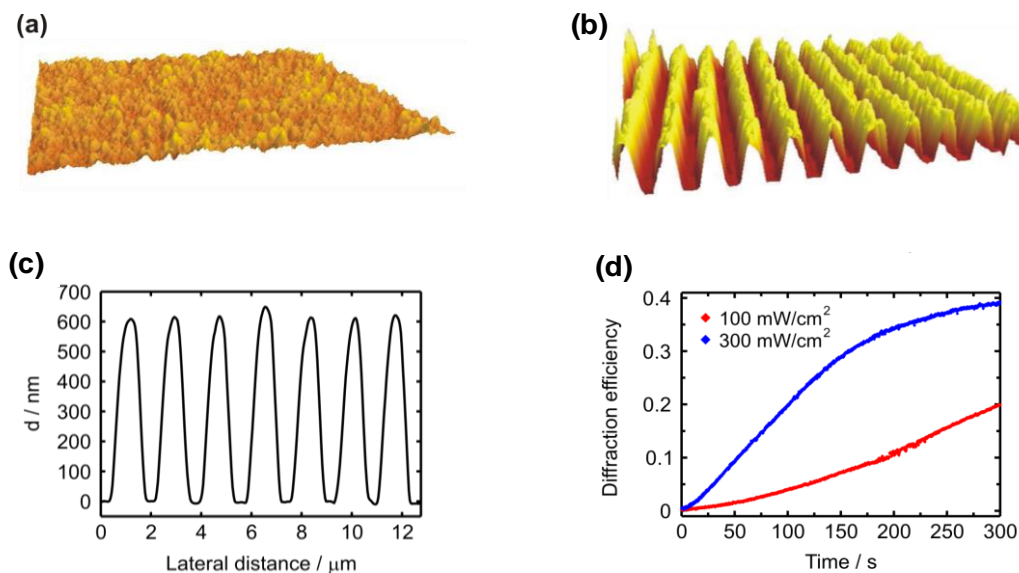 (a)
(b)
(c)
700
600
500
400
300
200
100
0
d / nm
0 2 4 6 8 10 12
Lateral distance / μm
(d)
0.4
0.3
0.2
0.1
0
Diffraction efficiency
100 mW/cm²
300 mW/cm²
0 50 100 150 200 250 300
Time / s